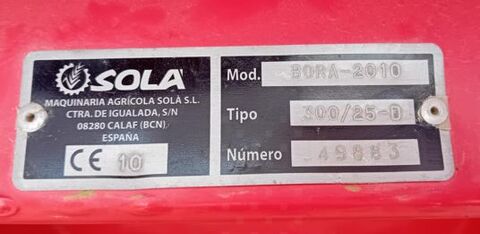 SOLÀ
MAQUINARIA AGRÍCOLA SOLÀ S.L.
CTRA. DE IGUALADA, S/N
08280 CALAF (BCN)
ESPAÑA
CE 10
Mod. BORA-2010
Tipo 300/25-D
Número 49883